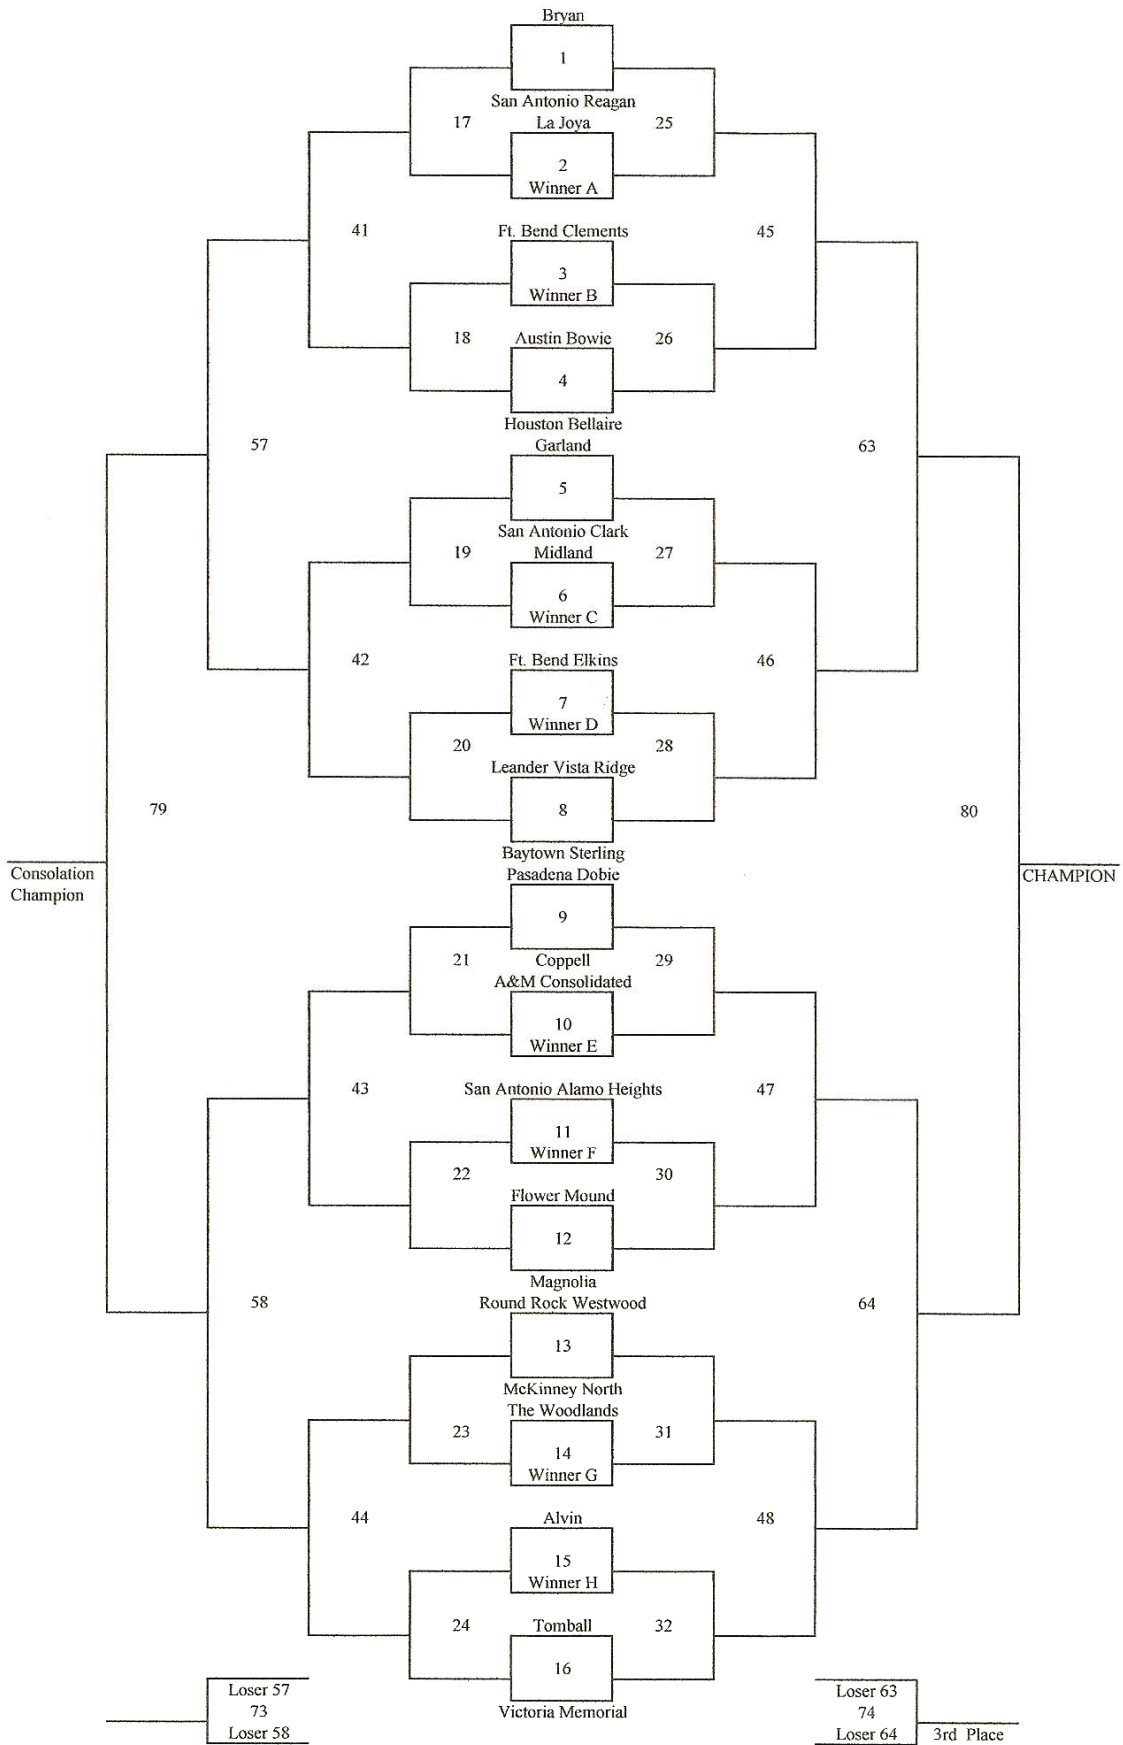 Bryan
1
San Antonio Reagan
La Joya
17
25
2
Winner A
41
Ft. Bend Clements
45
3
Winner B
18
Austin Bowie
26
4
Houston Bellaire
57
Garland
63
5
San Antonio Clark
19
Midland
27
6
Winner C
42
Ft. Bend Elkins
46
7
Winner D
20
28
Leander Vista Ridge
79
8
80
Baytown Sterling
Consolation
Champion
Pasadena Dobie
CHAMPION
9
21
Coppell
29
A&M Consolidated
10
Winner E
43
San Antonio Alamo Heights
47
11
Winner F
22
30
Flower Mound
12
Magnolia
58
Round Rock Westwood
64
13
McKinney North
The Woodlands
23
31
14
Winner G
44
Alvin
48
15
Winner H
24
Tomball
32
16
Victoria Memorial
Loser 57
73
Loser 58
Loser 63
74
Loser 64
3rd Place